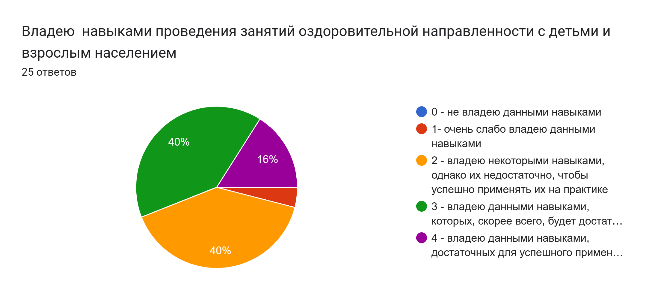 Владею  навыками проведения занятий оздоровительной направленности с детьми и
взрослым населением
25 ответов
40%
16%
40%
0 - не владею данными навыками
1- очень слабо владею данными
навыками
2 - владею некоторыми навыками,
однако их недостаточно, чтобы
успешно применять их на практике
3 - владею данными навыками,
которых, скорее всего, будет достат…
4 - владею данными навыками,
достаточных для успешного примен…